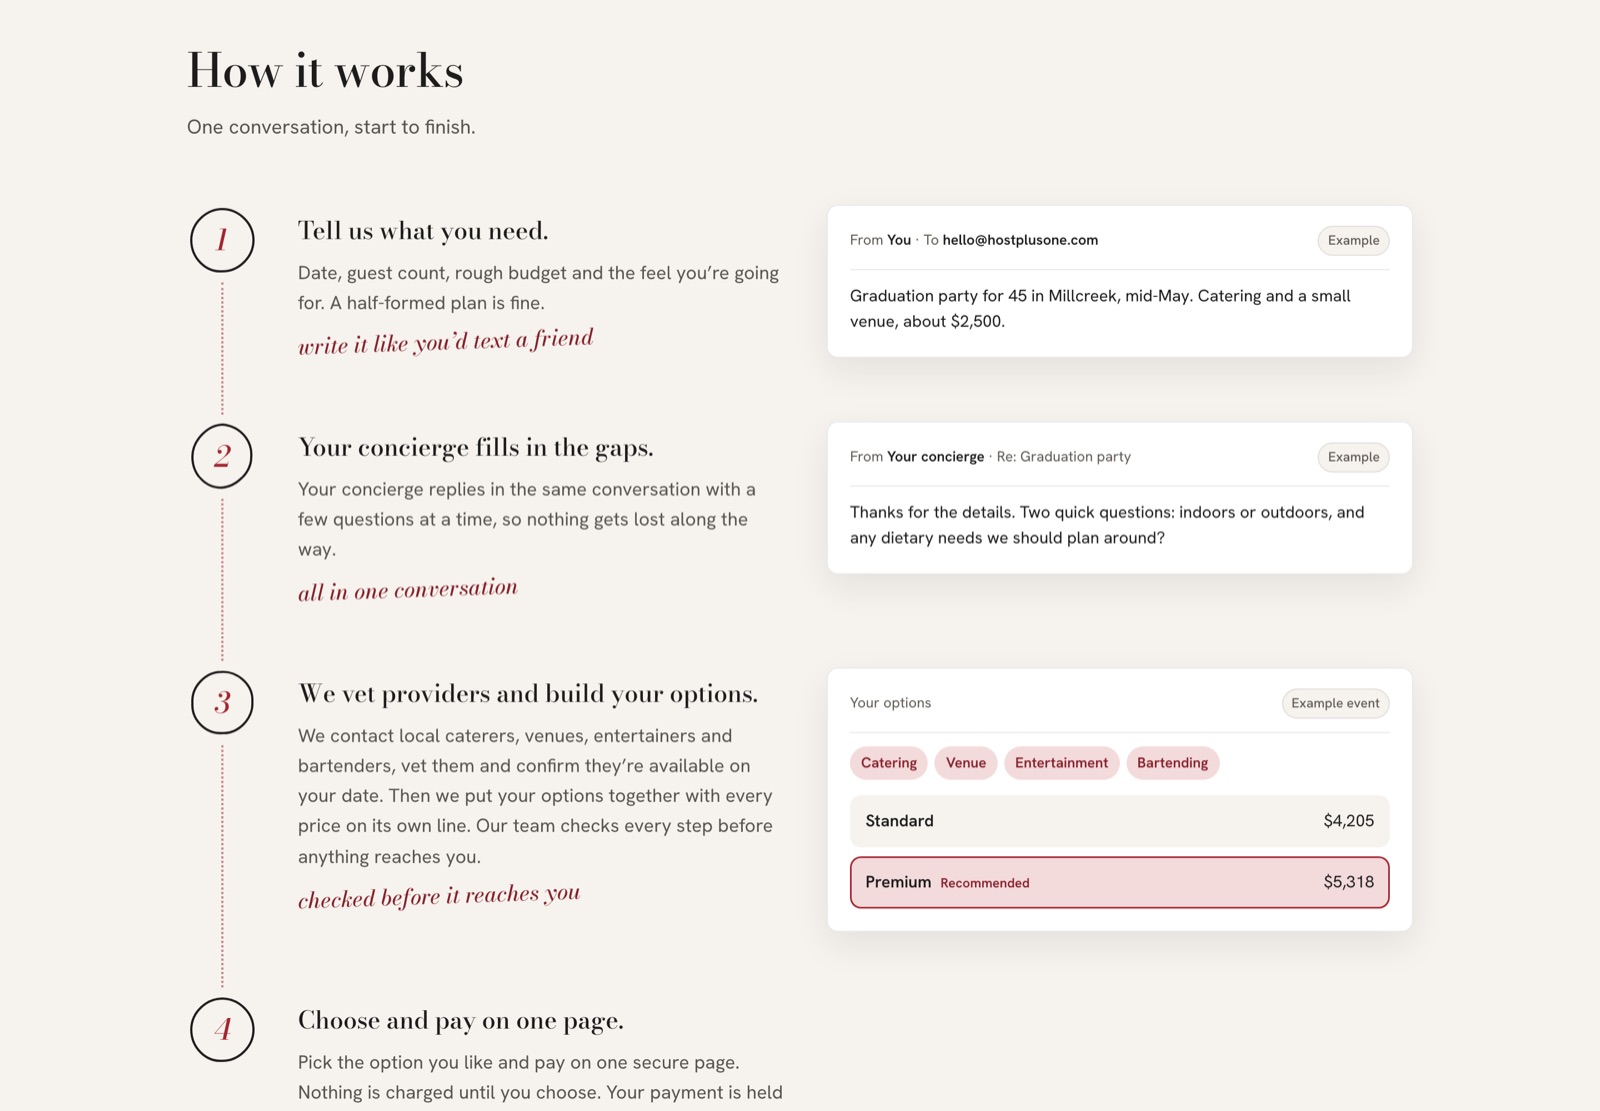 How it works
One conversation, start to finish.
1
Tell us what you need.
Date, guest count, rough budget and the feel you’re going
for. A half-formed plan is fine.
write it like you’d text a friend
From You · To hello@hostplusone.com
Example
Graduation party for 45 in Millcreek, mid-May. Catering and a small
venue, about $2,500.
2
Your concierge fills in the gaps.
Your concierge replies in the same conversation with a
few questions at a time, so nothing gets lost along the
way.
all in one conversation
From Your concierge · Re: Graduation party
Example
Thanks for the details. Two quick questions: indoors or outdoors, and
any dietary needs we should plan around?
3
We vet providers and build your options.
We contact local caterers, venues, entertainers and
bartenders, vet them and confirm they’re available on
your date. Then we put your options together with every
price on its own line. Our team checks every step before
anything reaches you.
checked before it reaches you
Your options
Example event
Catering Venue Entertainment Bartending
Standard $4,205
Premium Recommended $5,318
4
Choose and pay on one page.
Pick the option you like and pay on one secure page.
Nothing is charged until you choose. Your payment is held